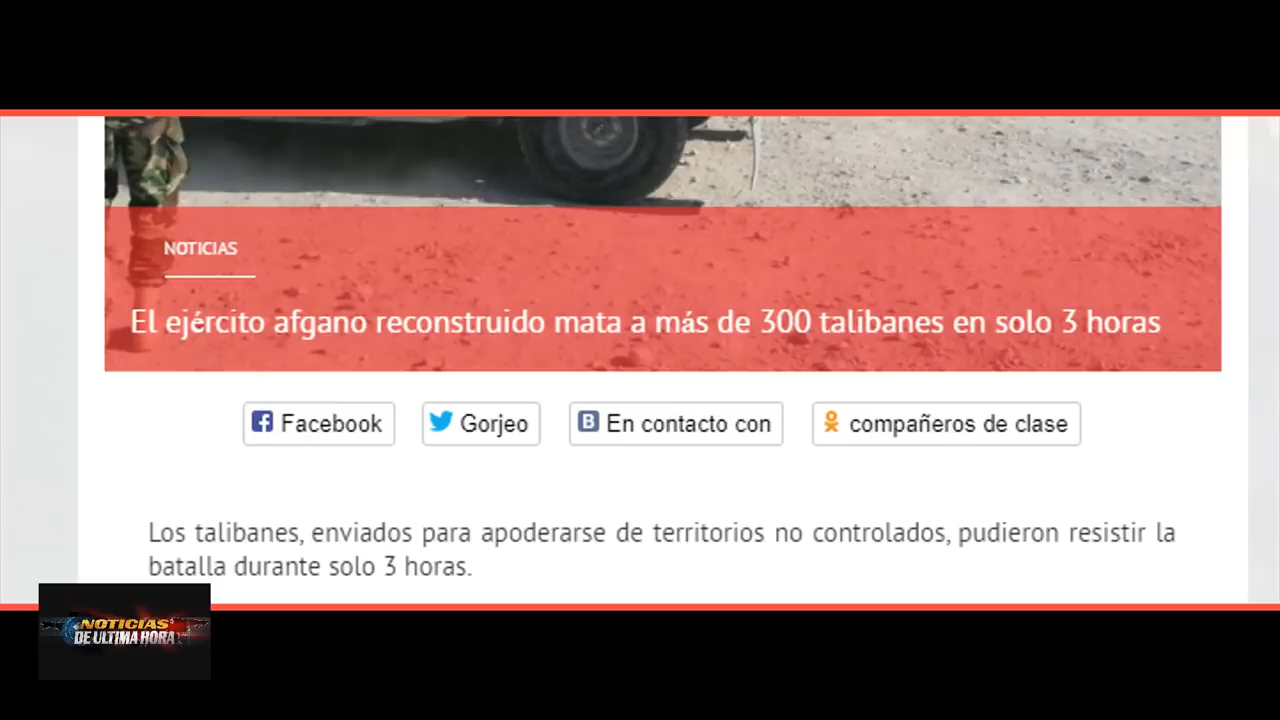 NOTICIAS
El ejército afgano reconstruido mata a más de 300 talibanes en solo 3 horas
Facebook
Gorjeo
En contacto con
compañeros de clase
Los talibanes, enviados para apoderarse de territorios no controlados, pudieron resistir la
batalla durante solo 3 horas.
NOTICIAS
DE ULTIMA HORA